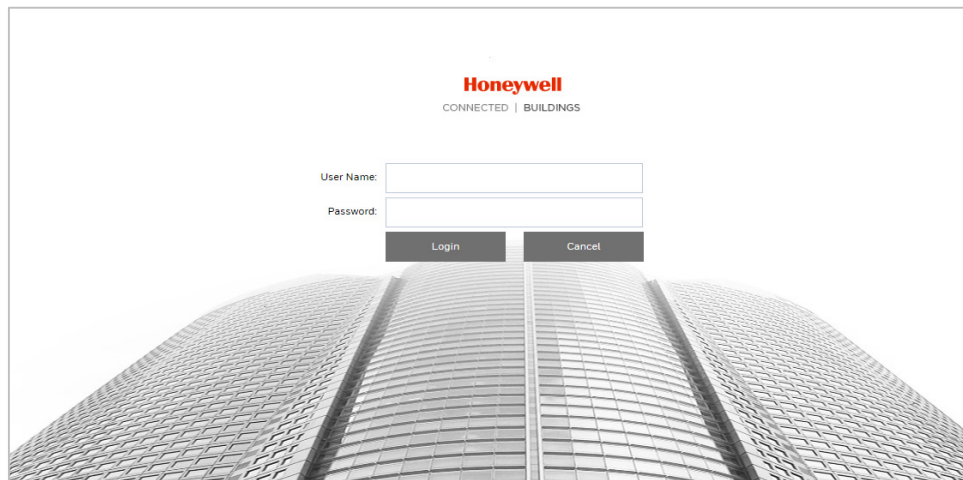 Honeywell
CONNECTED | BUILDINGS
User Name:
Password:
Login Cancel